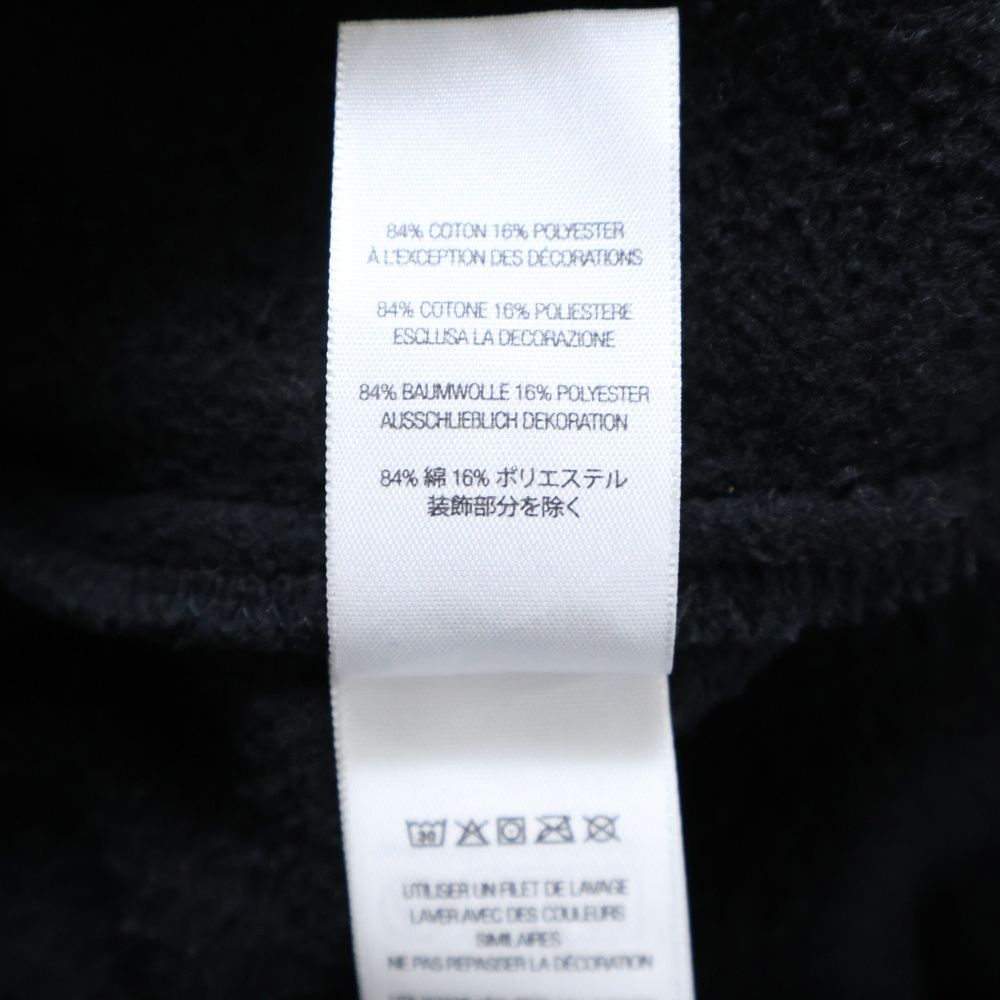 84% COTON 16% POLYESTER
À L'EXCEPTION DES DÉCORATIONS
84% COTONE 16% POLIESTERE
ESCLUSA LA DECORAZIONE
84% BAUMWOLLE 16% POLYESTER
AUSSCHLIEBLICH DEKORATION
84% 綿 16% ポリエステル
装飾部分を除く
30
UTILISER UN FILET DE LAVAGE
LAVER AVEC DES COULEURS
SIMILAIRES
NE PAS REPASSER LA DÉCORATION